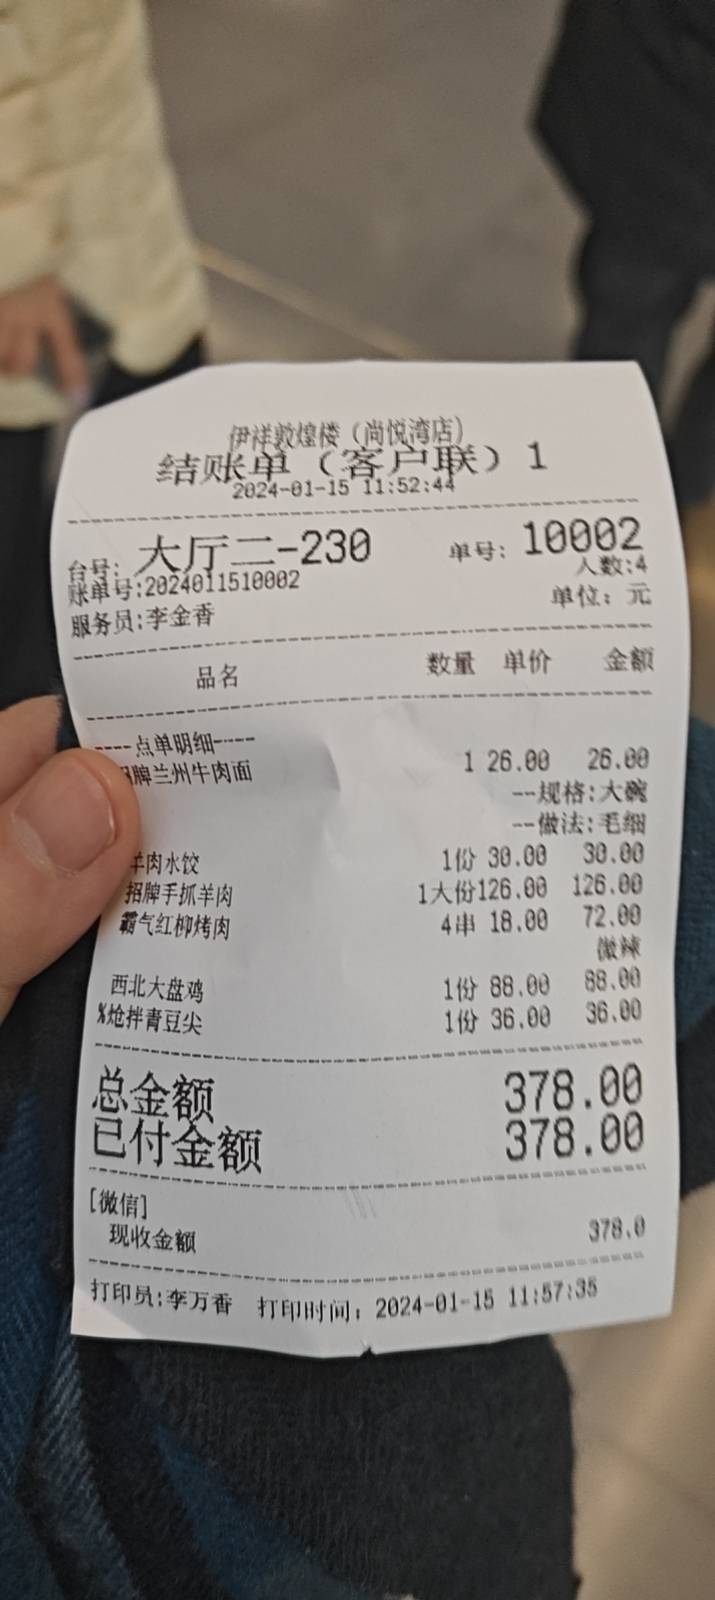 伊祥敦煌楼（尚悦湾店）
结账单（客户联）1
2024-01-15 11:52:44
台号: 大厅二-230 单号: 10002
账单号:2024011510002 人数:4
服务员:李金香 单位: 元
品名 数量 单价 金额
----点单明细----
牌兰州牛肉面 1 26.00 26.00
--规格:大碗
--做法:毛细
羊肉水饺 1份 30.00 30.00
招牌手抓羊肉 1大份126.00 126.00
霸气红柳烤肉 4串 18.00 72.00
微辣
西北大盘鸡 1份 88.00 88.00
%炝拌青豆尖 1份 36.00 36.00
总金额 378.00
已付金额 378.00
[微信]
现收金额 378.0
打印员:李万香 打印时间: 2024-01-15 11:57:35